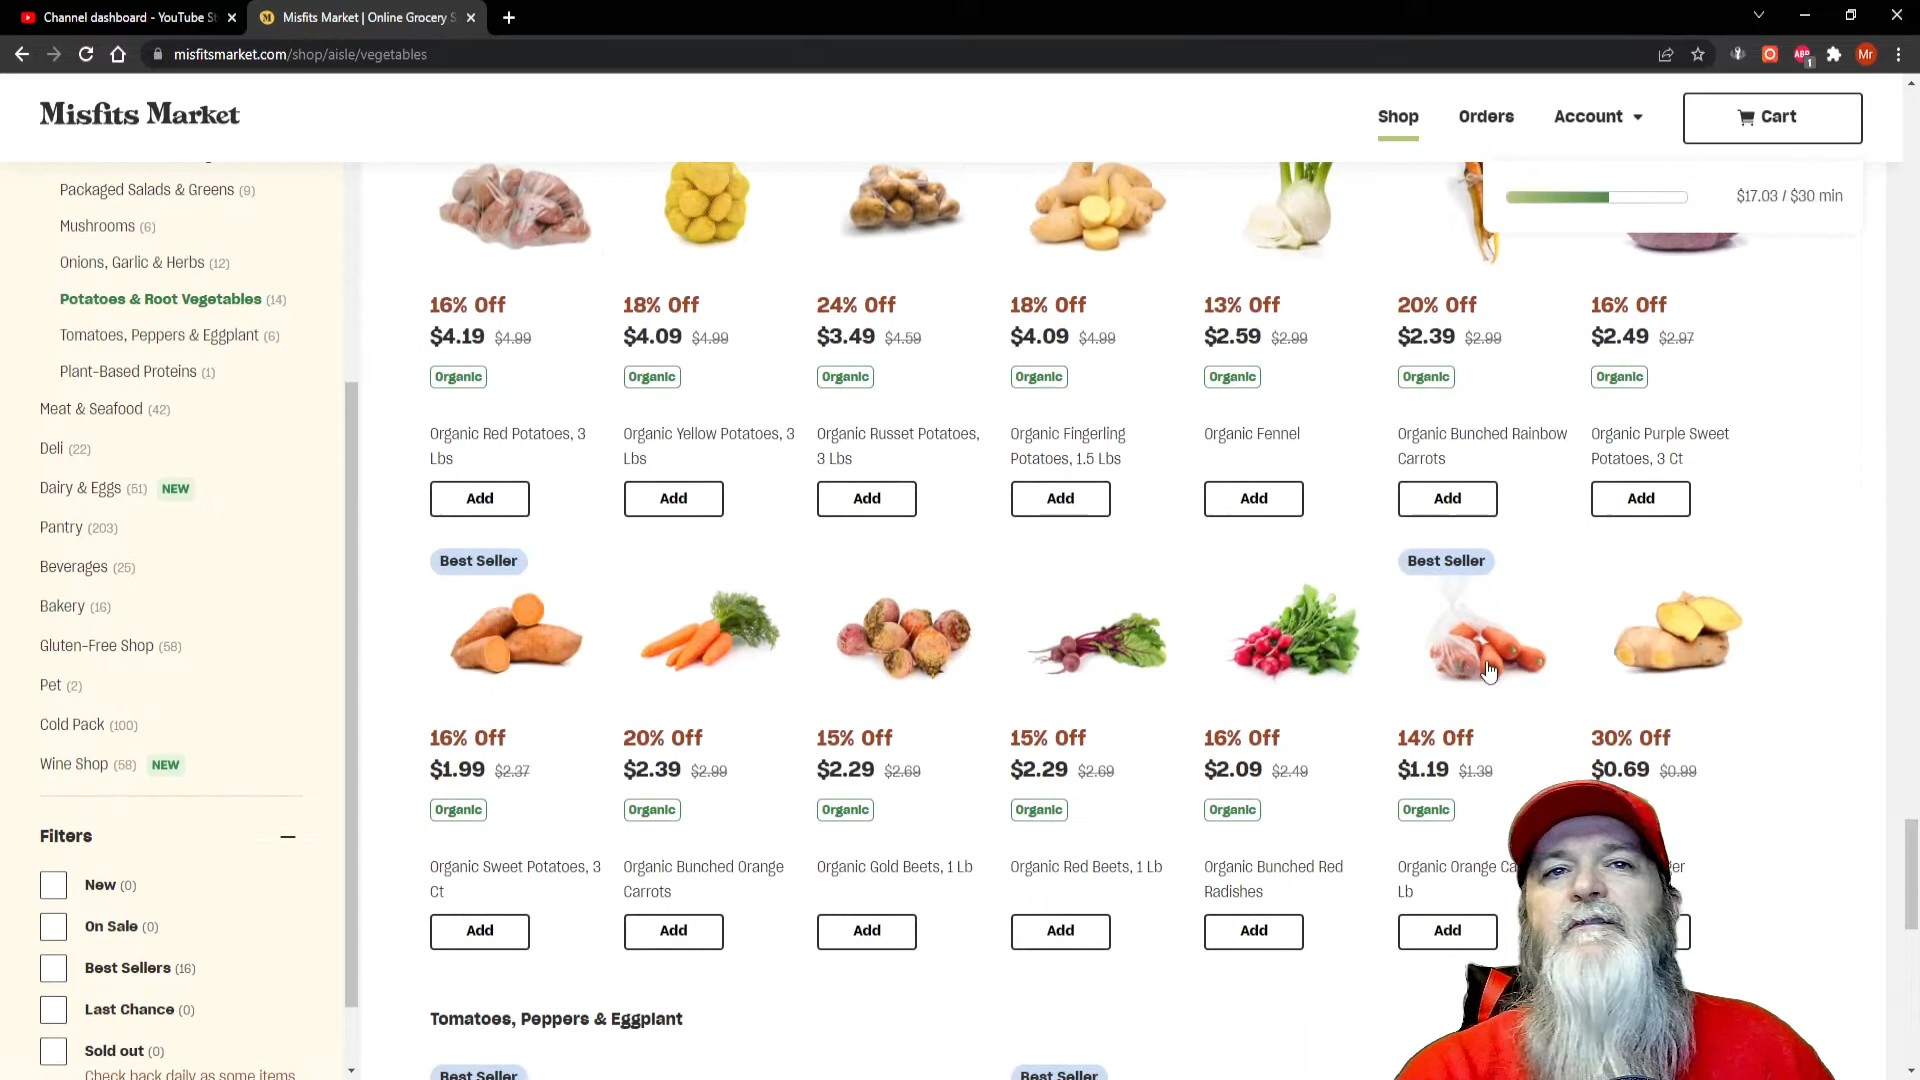 Channel dashboard - YouTube St
Misfits Market | Online Grocery S
misfitsmarket.com/shop/aisle/vegetables
ABP
1
Mr
Misfits Market
Shop
Orders
Account
Cart
$17.03 / $30 min
Packaged Salads & Greens (9)
Mushrooms (6)
Onions, Garlic & Herbs (12)
Potatoes & Root Vegetables (14)
Tomatoes, Peppers & Eggplant (6)
Plant-Based Proteins (1)
Meat & Seafood (42)
Deli (22)
Dairy & Eggs (51) NEW
Pantry (203)
Beverages (25)
Bakery (16)
Gluten-Free Shop (58)
Pet (2)
Cold Pack (100)
Wine Shop (58) NEW
Filters
New (0)
On Sale (0)
Best Sellers (16)
Last Chance (0)
Sold out (0)
Check back daily as some items
16% Off
$4.19 $4.99
Organic
Organic Red Potatoes, 3
Lbs
Add
18% Off
$4.09 $4.99
Organic
Organic Yellow Potatoes, 3
Lbs
Add
24% Off
$3.49 $4.59
Organic
Organic Russet Potatoes,
3 Lbs
Add
18% Off
$4.09 $4.99
Organic
Organic Fingerling
Potatoes, 1.5 Lbs
Add
13% Off
$2.59 $2.99
Organic
Organic Fennel
Add
20% Off
$2.39 $2.99
Organic
Organic Bunched Rainbow
Carrots
Add
16% Off
$2.49 $2.97
Organic
Organic Purple Sweet
Potatoes, 3 Ct
Add
Best Seller
16% Off
$1.99 $2.37
Organic
Organic Sweet Potatoes, 3
Ct
Add
20% Off
$2.39 $2.99
Organic
Organic Bunched Orange
Carrots
Add
15% Off
$2.29 $2.69
Organic
Organic Gold Beets, 1 Lb
Add
15% Off
$2.29 $2.69
Organic
Organic Red Beets, 1 Lb
Add
16% Off
$2.09 $2.49
Organic
Organic Bunched Red
Radishes
Add
Best Seller
14% Off
$1.19 $1.39
Organic
Organic Orange Ca
Lb
Add
30% Off
$0.69 $0.99
ger
Tomatoes, Peppers & Eggplant
Best Seller
Best Seller